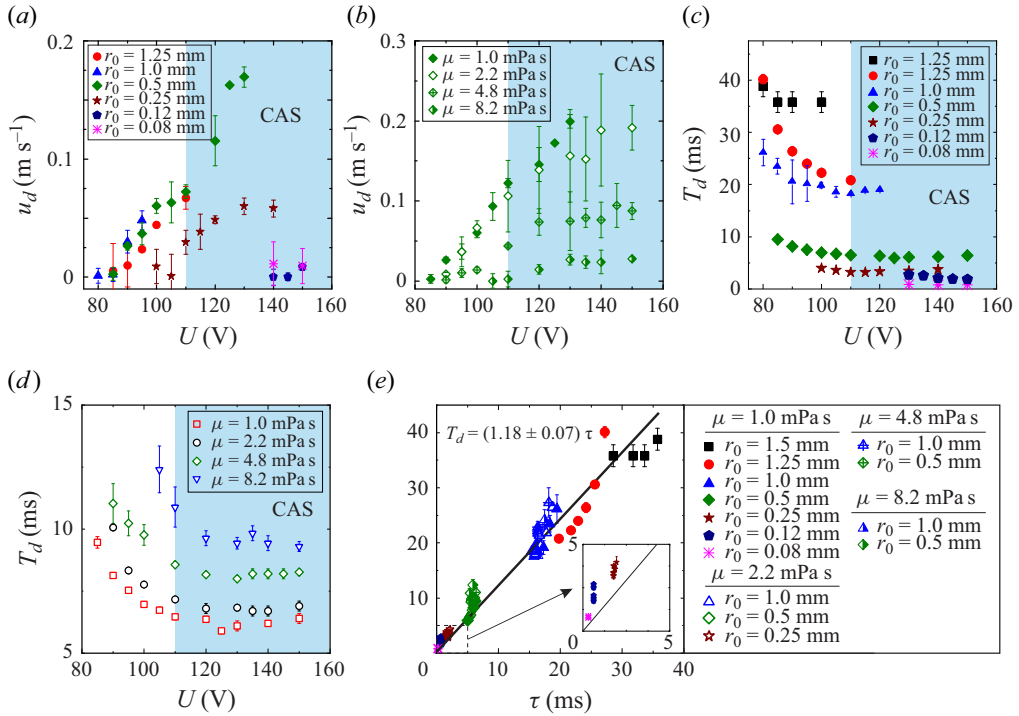 (a)
u_d (m s⁻¹)
0.2
0.1
0
r₀ = 1.25 mm
r₀ = 1.0 mm
r₀ = 0.5 mm
r₀ = 0.25 mm
r₀ = 0.12 mm
r₀ = 0.08 mm
CAS
80 100 120 140 160
U (V)
(b)
u_d (m s⁻¹)
0.3
0.2
0.1
0
μ = 1.0 mPa s
μ = 2.2 mPa s
μ = 4.8 mPa s
μ = 8.2 mPa s
CAS
80 100 120 140 160
U (V)
(c)
T_d (ms)
40
30
20
10
0
r₀ = 1.25 mm
r₀ = 1.25 mm
r₀ = 1.0 mm
r₀ = 0.5 mm
r₀ = 0.25 mm
r₀ = 0.12 mm
r₀ = 0.08 mm
CAS
80 100 120 140 160
U (V)
(d)
T_d (ms)
15
10
5
μ = 1.0 mPa s
μ = 2.2 mPa s
μ = 4.8 mPa s
μ = 8.2 mPa s
CAS
80 100 120 140 160
U (V)
(e)
T_d = (1.18 ± 0.07) τ
40
30
20
10
0
5
0
5
0 10 20 30 40
τ (ms)
μ = 1.0 mPa s
r₀ = 1.5 mm
r₀ = 1.25 mm
r₀ = 1.0 mm
r₀ = 0.5 mm
r₀ = 0.25 mm
r₀ = 0.12 mm
r₀ = 0.08 mm
μ = 2.2 mPa s
r₀ = 1.0 mm
r₀ = 0.5 mm
r₀ = 0.25 mm
μ = 4.8 mPa s
r₀ = 1.0 mm
r₀ = 0.5 mm
μ = 8.2 mPa s
r₀ = 1.0 mm
r₀ = 0.5 mm